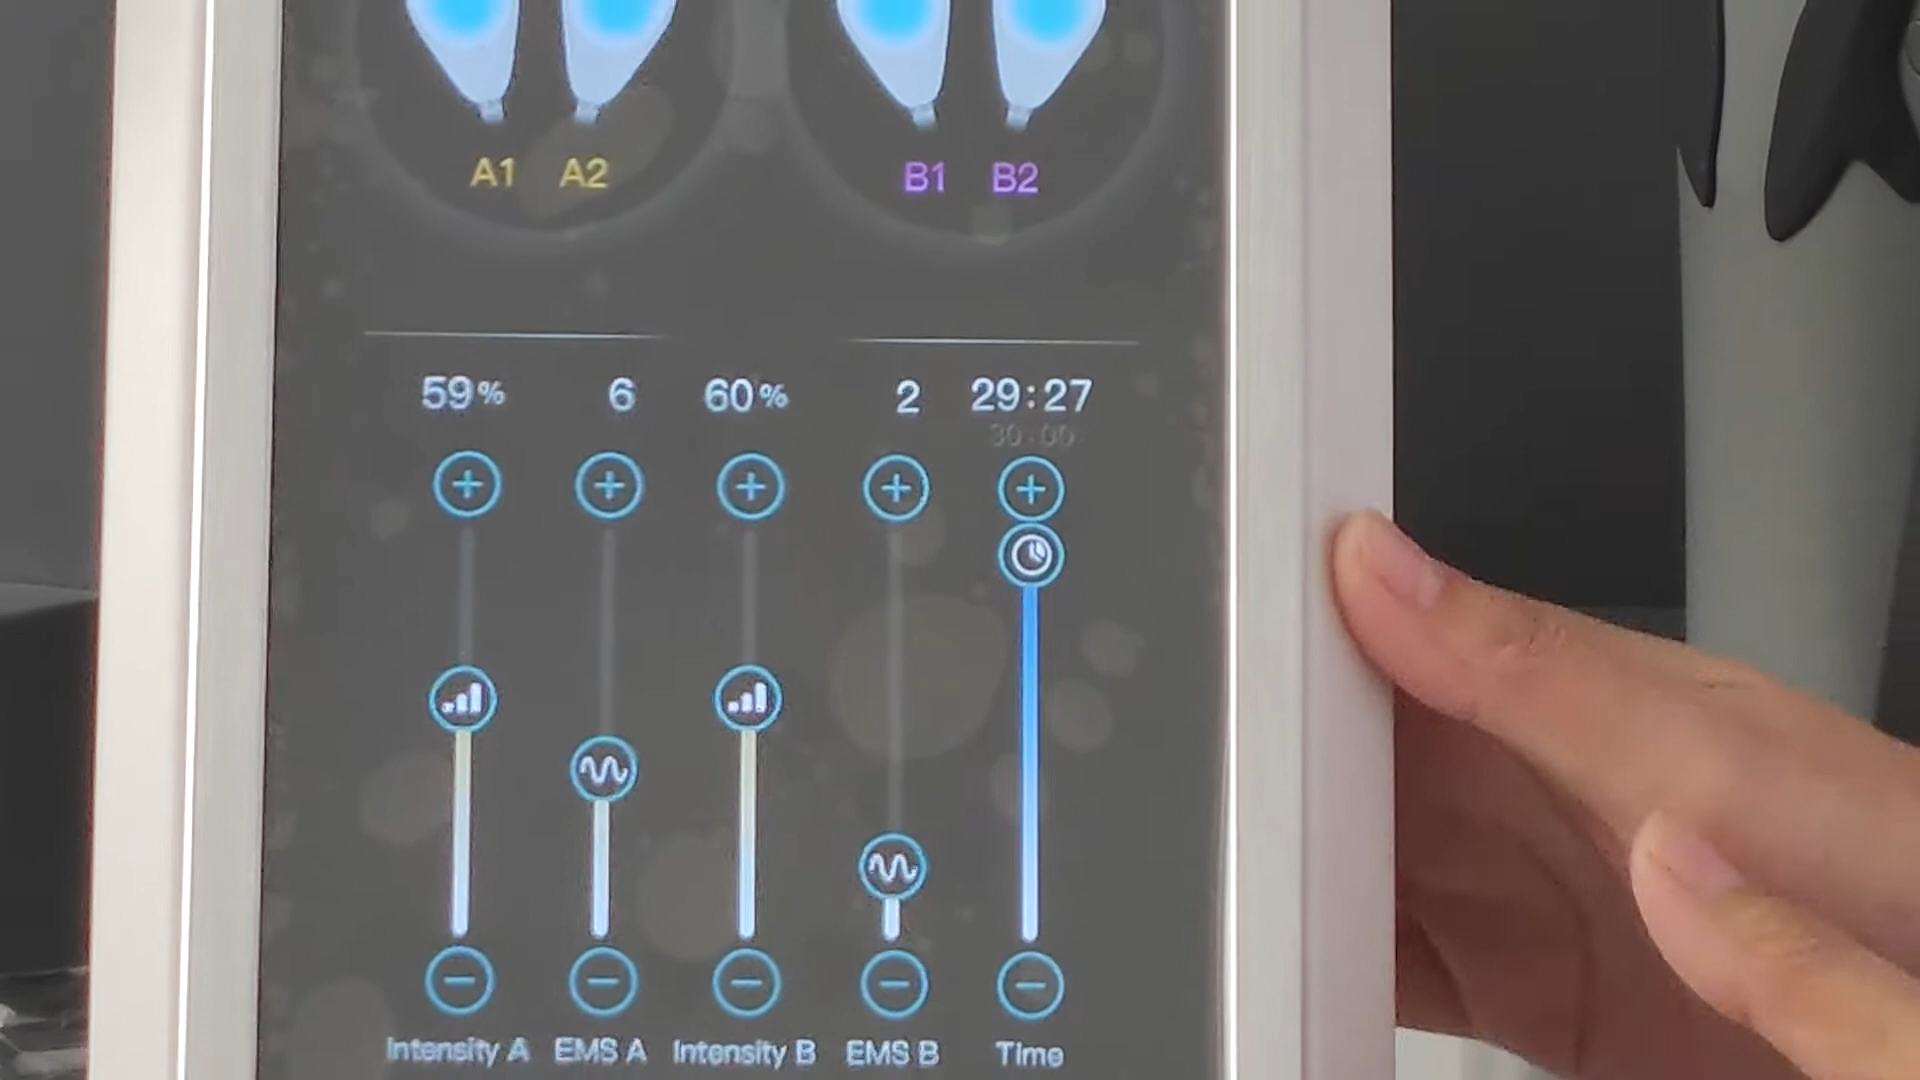 A1 A2 B1 B2
59% 6 60% 2 29:27
30:00
Intensity A EMS A Intensity B EMS B Time